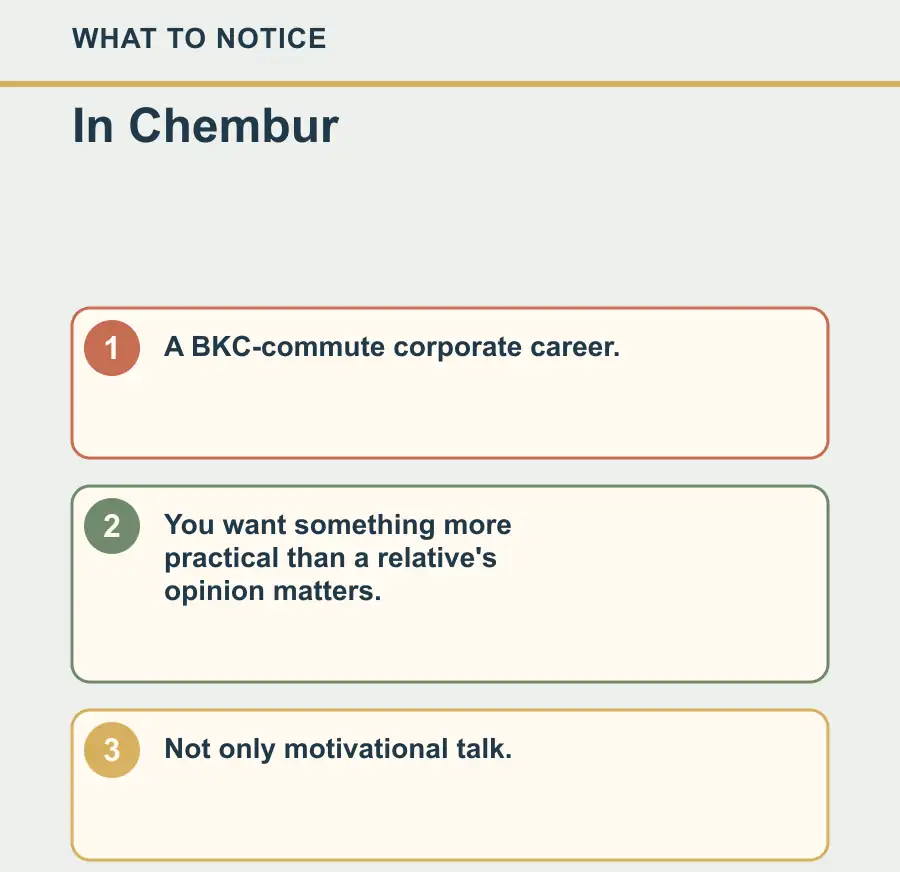 WHAT TO NOTICE
In Chembur
1
A BKC-commute corporate career.
2
You want something more
practical than a relative's
opinion matters.
3
Not only motivational talk.